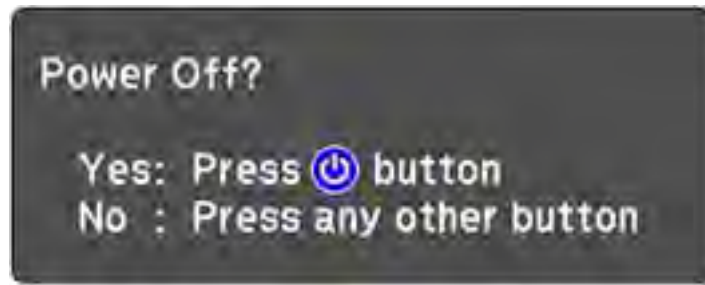 Power Off?
Yes: Press ⏻ button
No : Press any other button